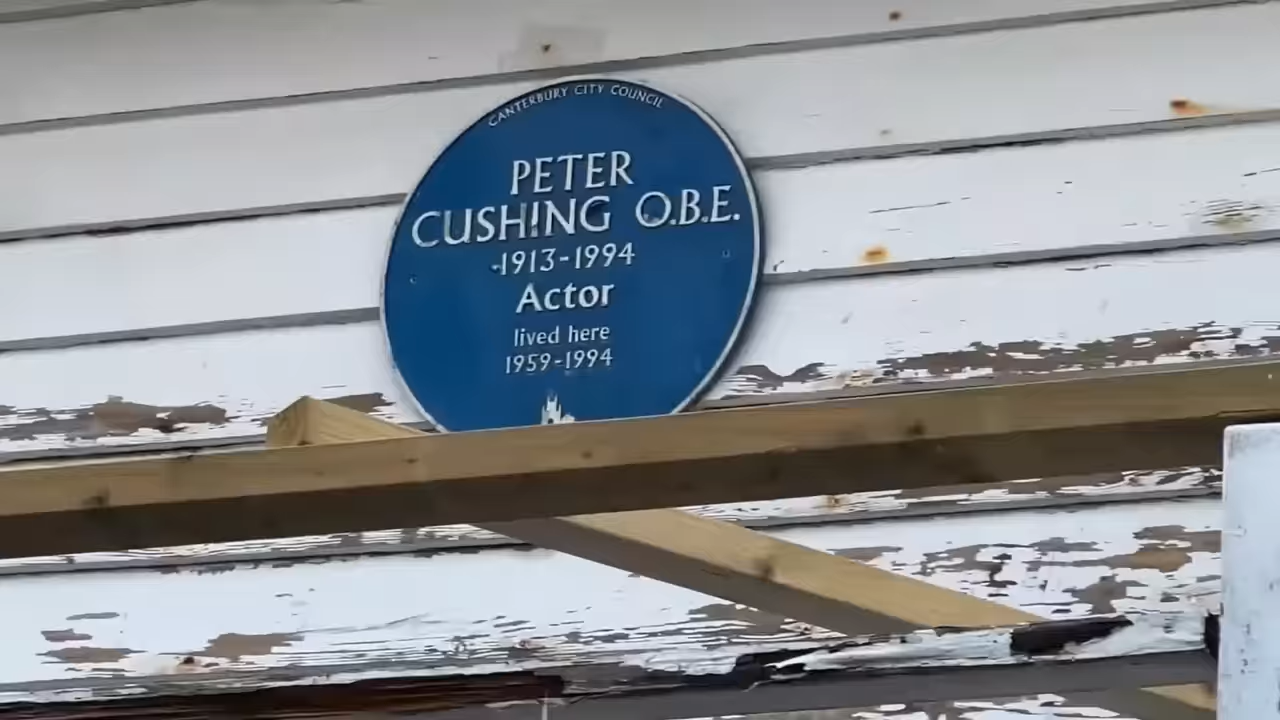 CANTERBURY CITY COUNCIL
PETER
CUSHING O.B.E.
1913-1994
Actor
lived here
1959-1994